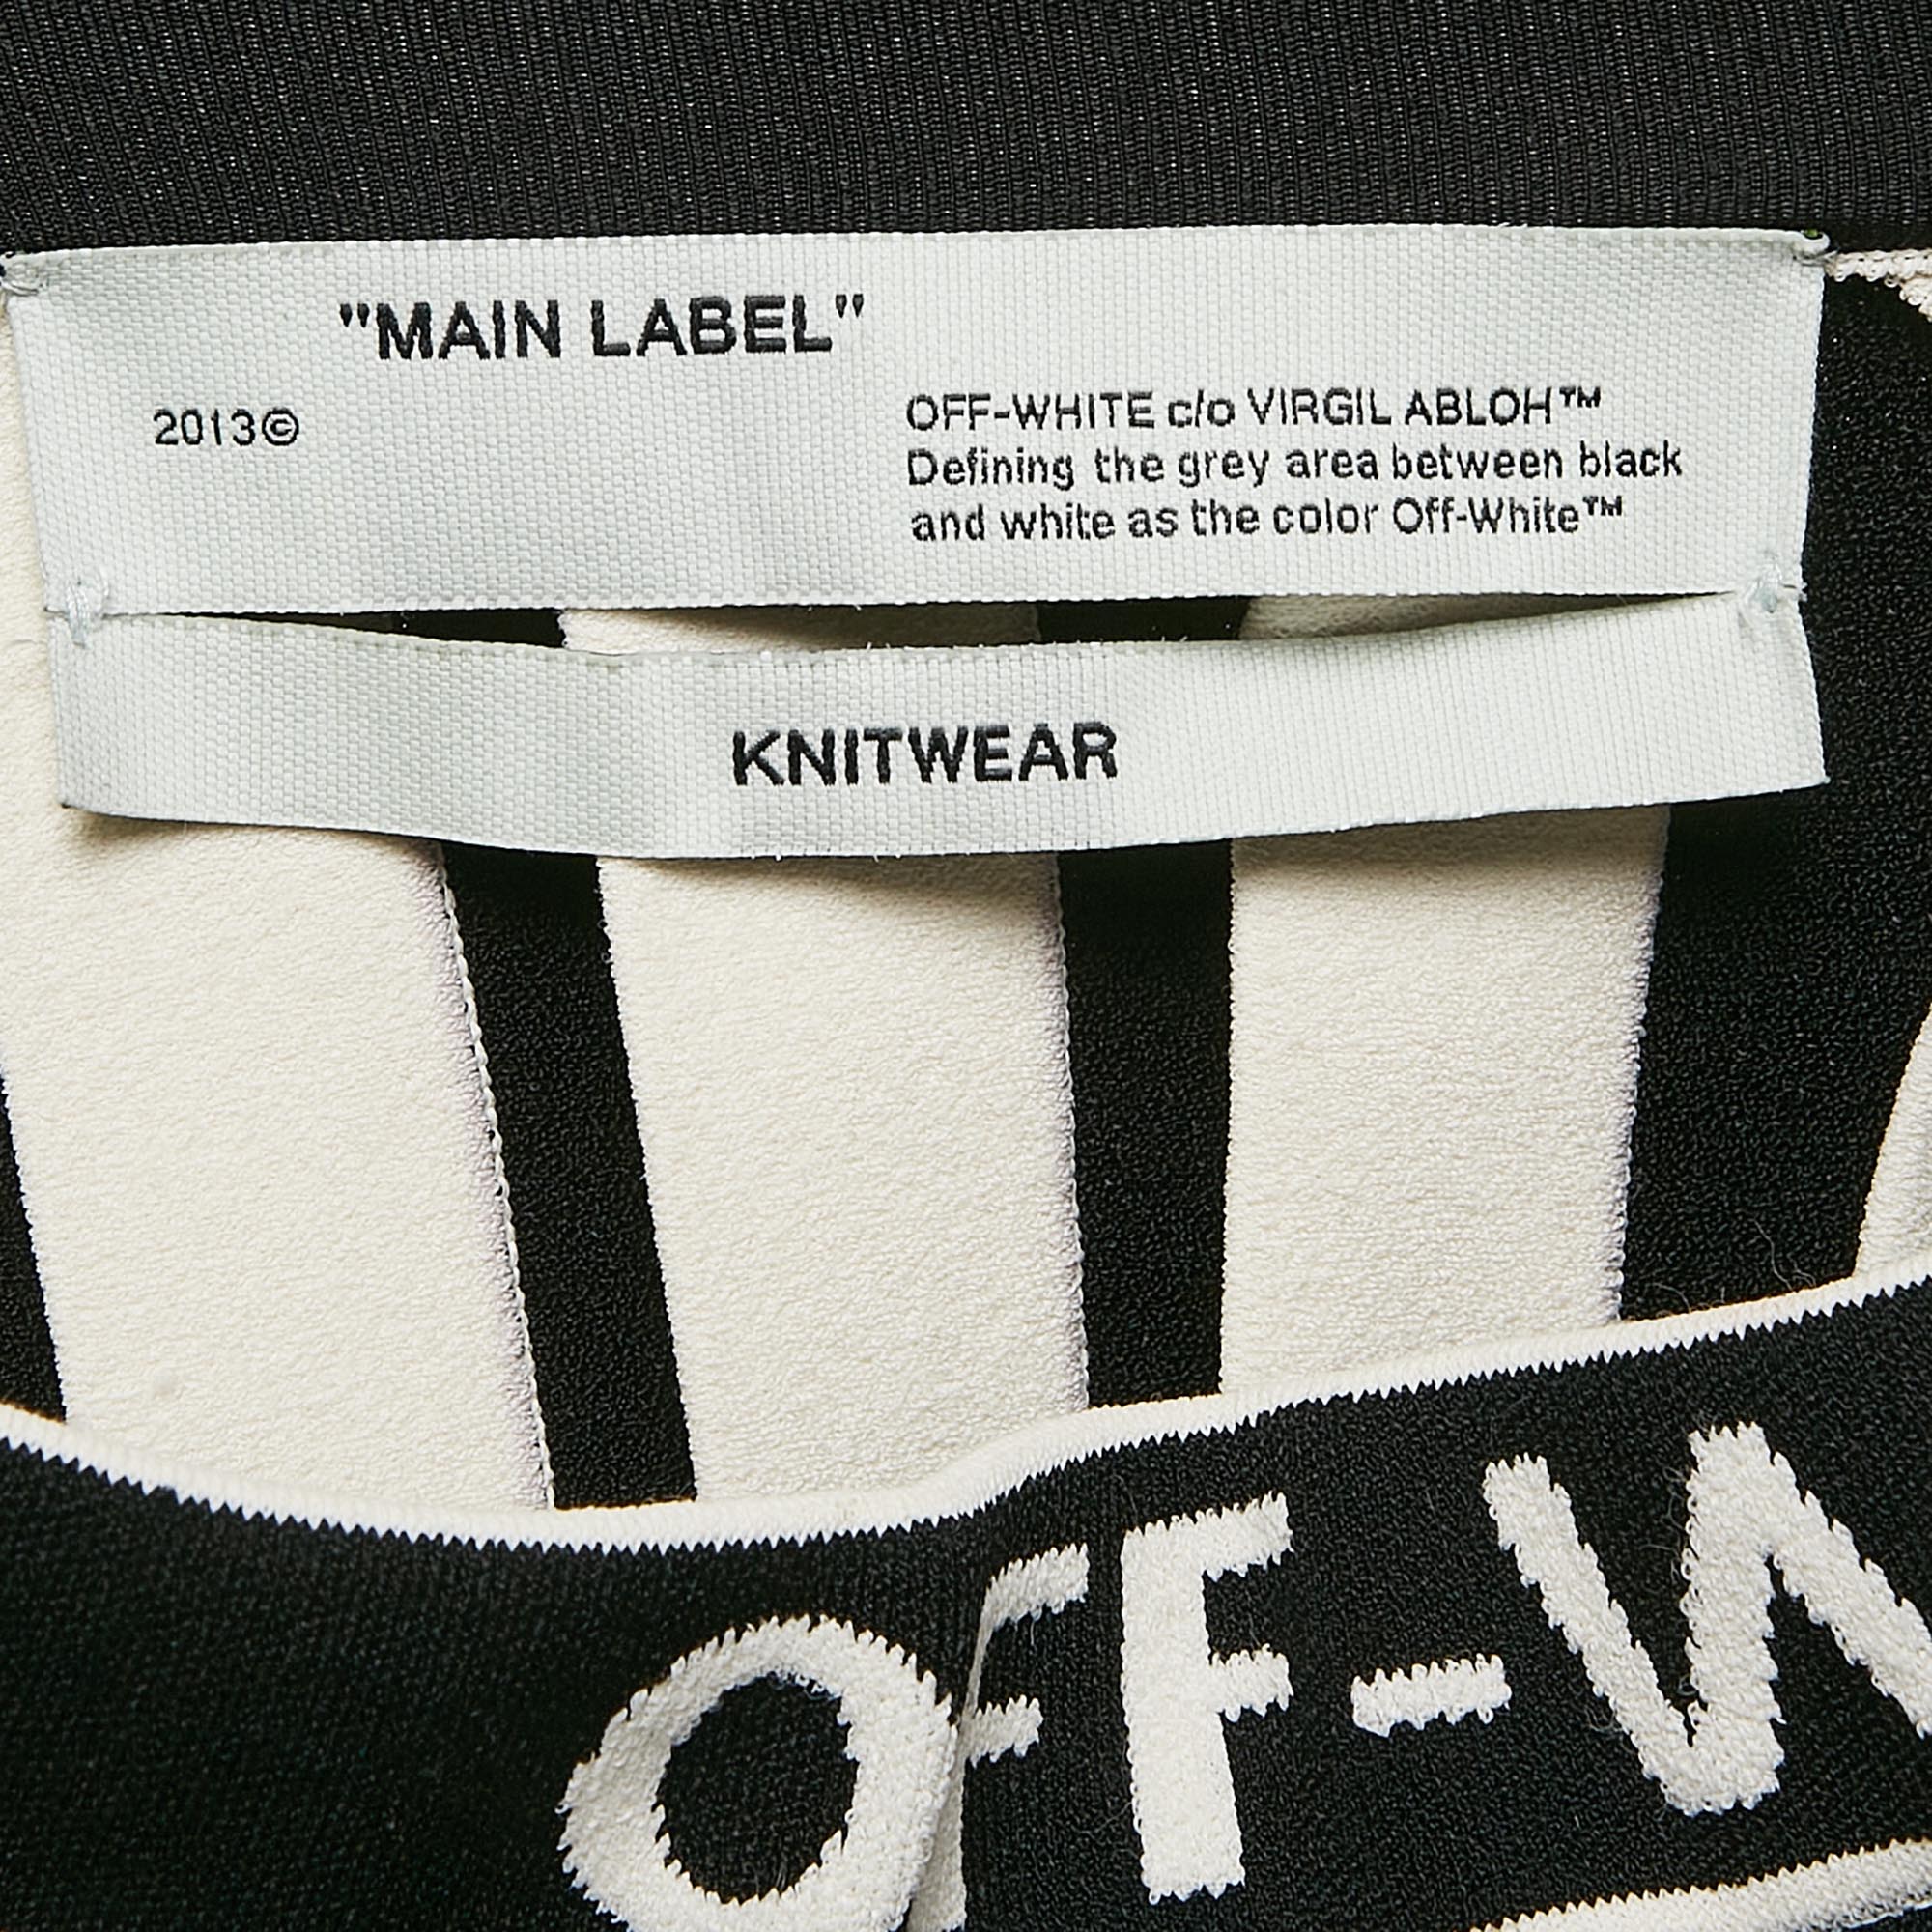 "MAIN LABEL"
2013©
OFF-WHITE c/o VIRGIL ABLOH™
Defining the grey area between black
and white as the color Off-White™
KNITWEAR
OFF-W